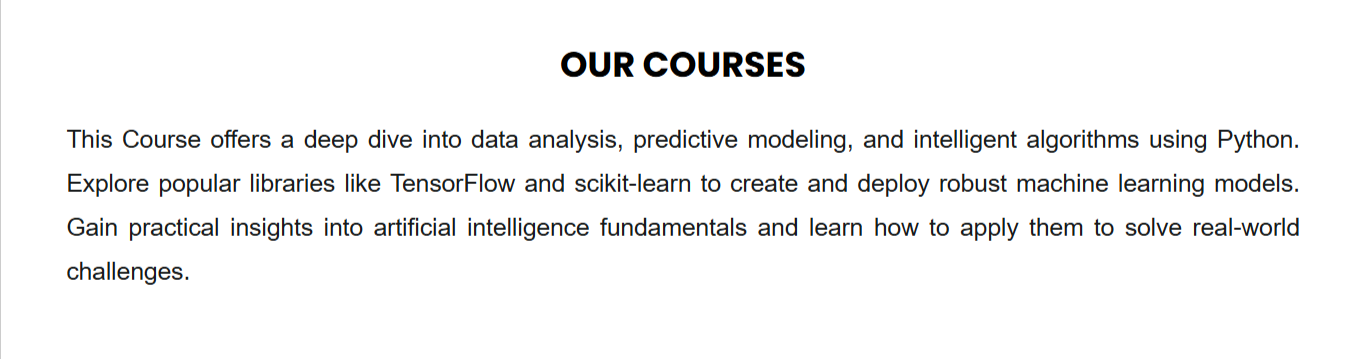 OUR COURSES
This Course offers a deep dive into data analysis, predictive modeling, and intelligent algorithms using Python.
Explore popular libraries like TensorFlow and scikit-learn to create and deploy robust machine learning models.
Gain practical insights into artificial intelligence fundamentals and learn how to apply them to solve real-world
challenges.